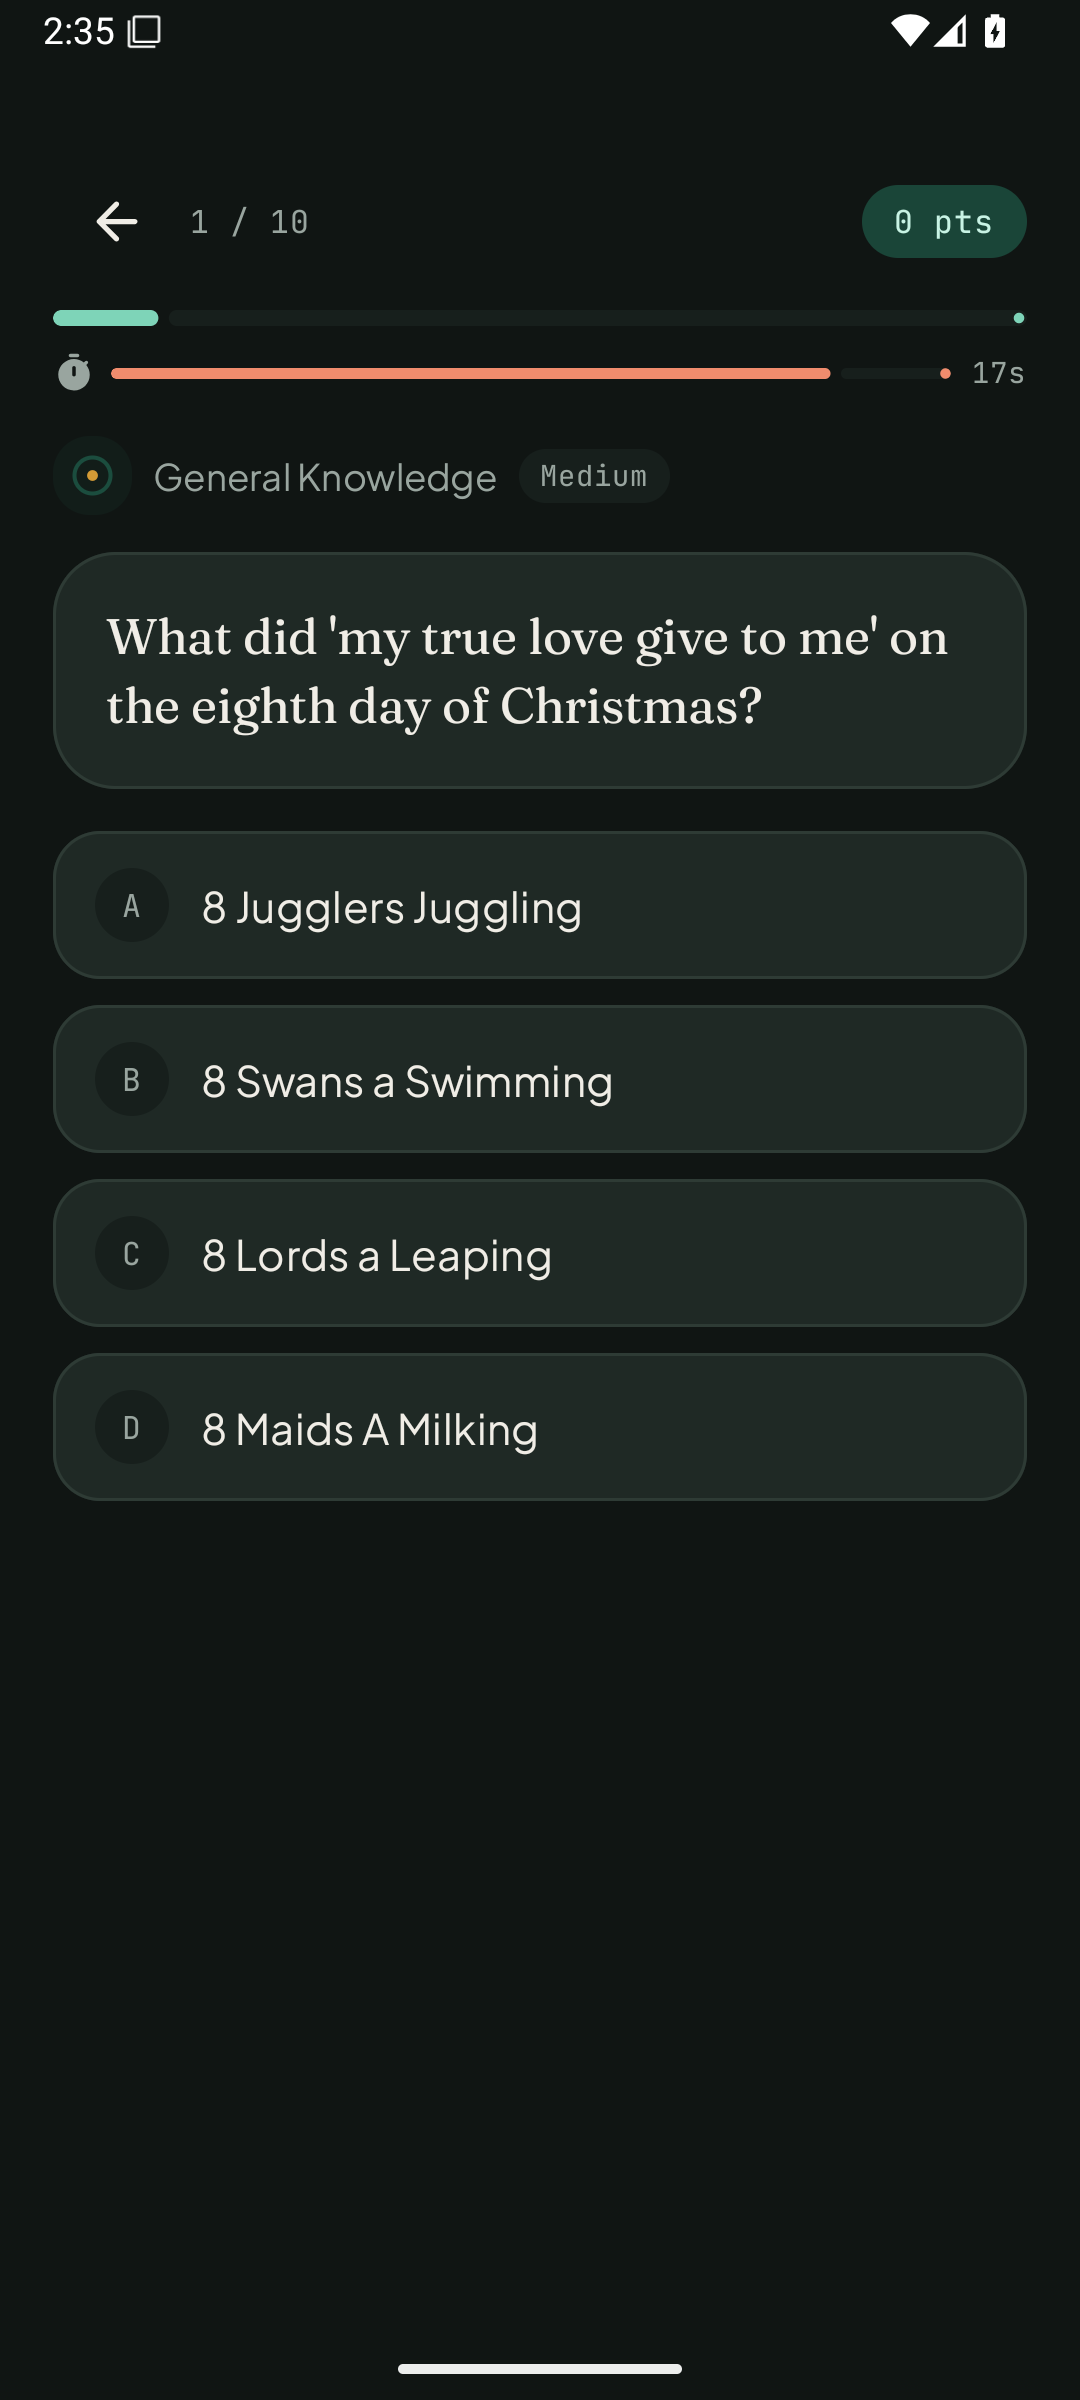 2:35
1 / 10
0 pts
17s
General Knowledge
Medium
What did 'my true love give to me' on
the eighth day of Christmas?
A
8 Jugglers Juggling
B
8 Swans a Swimming
C
8 Lords a Leaping
D
8 Maids A Milking